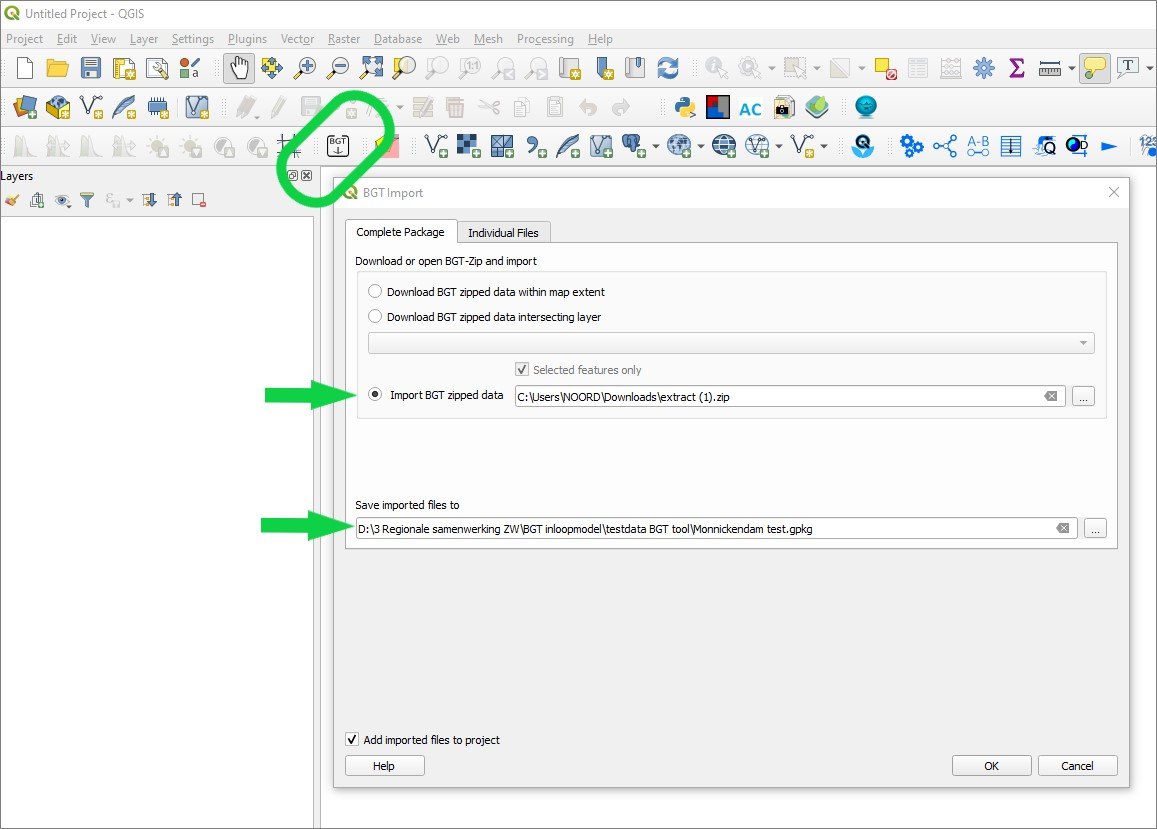 Untitled Project - QGIS
Project Edit View Layer Settings Plugins Vector Raster Database Web Mesh Processing Help
1:1
a
T
AC
BGT
A-B
123
Layers
BGT Import
Complete Package Individual Files
Download or open BGT-Zip and import
Download BGT zipped data within map extent
Download BGT zipped data intersecting layer
Selected features only
Import BGT zipped data C:\Users\NOORD\Downloads\extract (1).zip ...
Save imported files to
D:\3 Regionale samenwerking ZW\BGT inloopmodel\testdata BGT tool\Monnickendam test.gpkg ...
Add imported files to project
Help OK Cancel